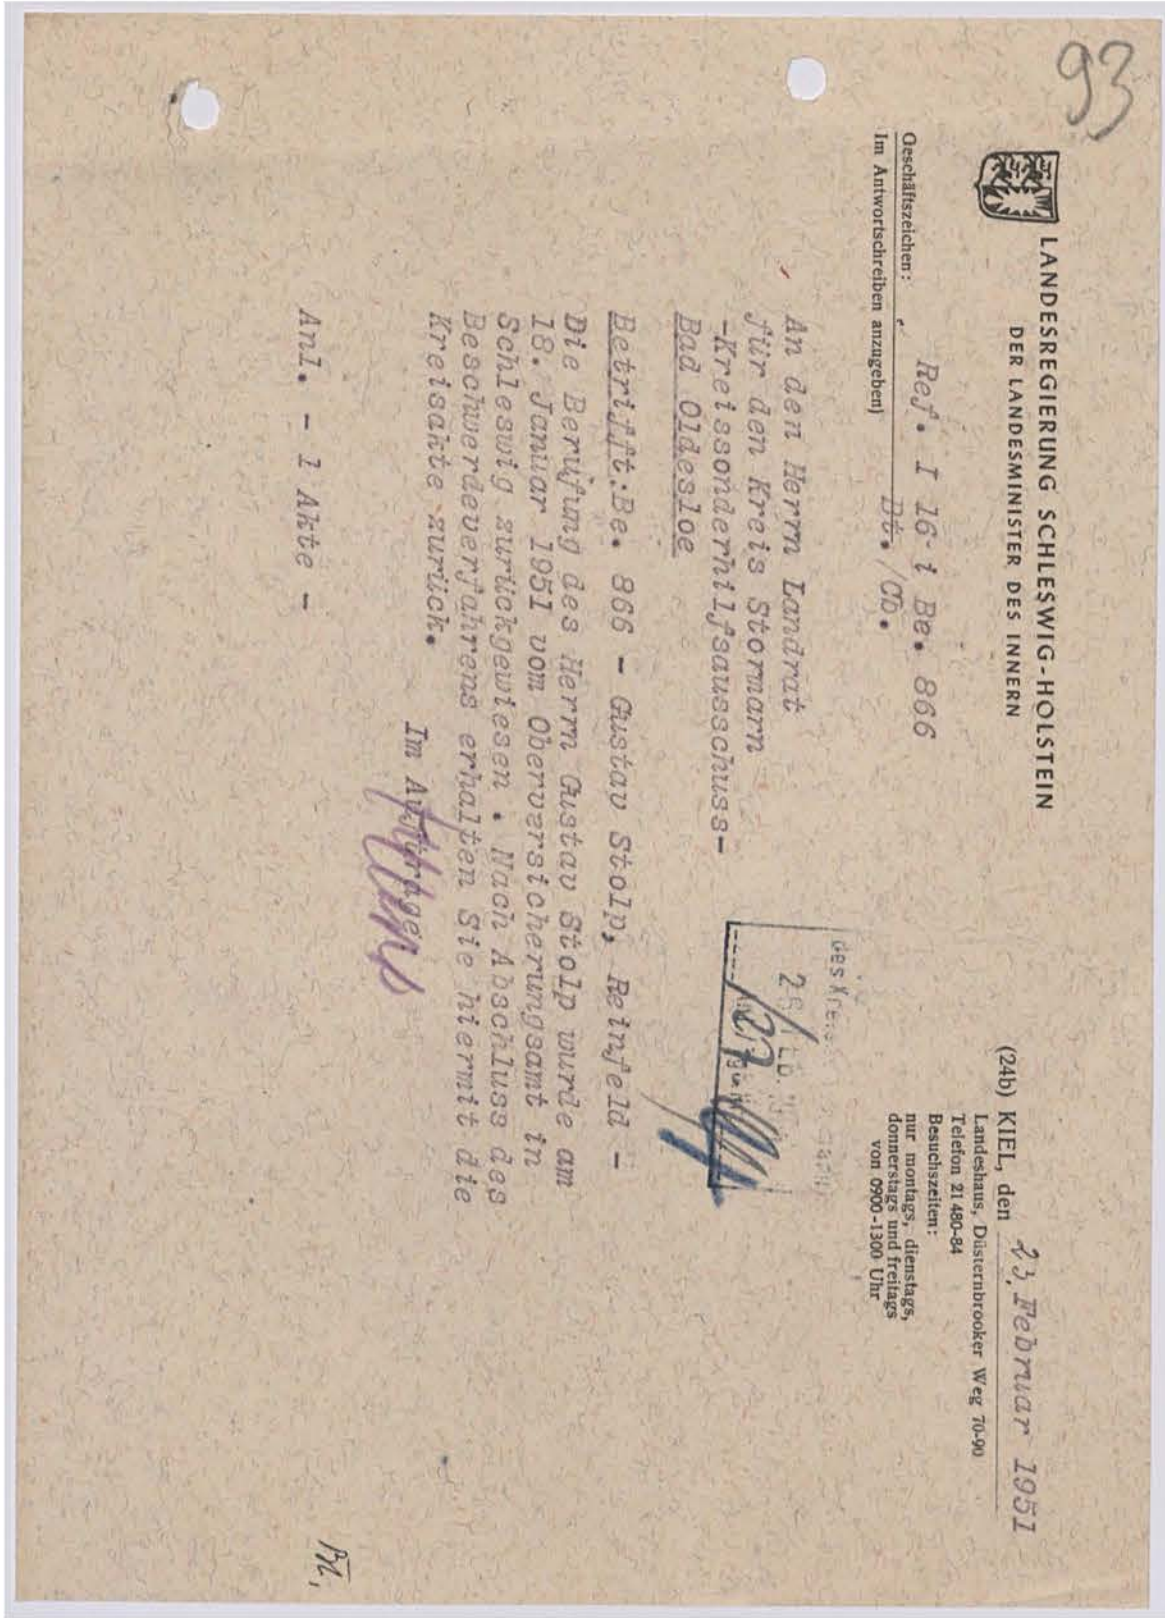 93
LANDESREGIERUNG SCHLESWIG-HOLSTEIN
DER LANDESMINISTER DES INNERN
(24b) KIEL, den 23. Februar 1951
Landeshaus, Düsternbrooker Weg 70-90
Telefon 21 480-84
Besuchszeiten:
nur montags, dienstags,
donnerstags und freitags
von 0900-1300 Uhr
Ref. I 16-i Be. 866
Geschäftszeichen: Dt./Cb.
Im Antwortschreiben anzugeben)
An den Herrn Landrat
für den Kreis Stormarn
-Kreissonderhilfsausschuss-
Bad Oldesloe
des Kreis
27
Betrifft:Be. 866 - Gustav Stolp, Reinfeld -
Die Berufung des Herrn Gustav Stolp wurde am
18. Januar 1951 vom Oberversicherungsamt in
Schleswig zurückgewiesen . Nach Abschluss des
Beschwerdeverfahrens erhalten Sie hiermit die
Kreisakte zurück.
Im Auftrage
Anl. - 1 Akte -